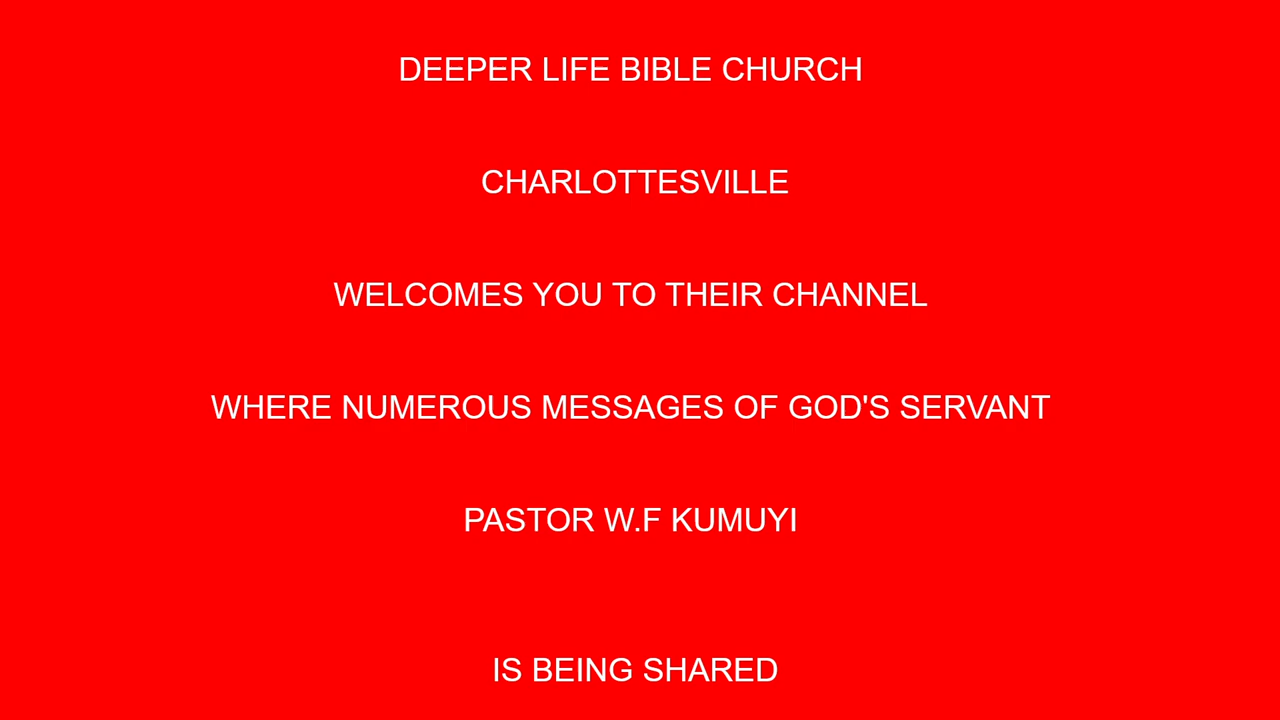 DEEPER LIFE BIBLE CHURCH
CHARLOTTESVILLE
WELCOMES YOU TO THEIR CHANNEL
WHERE NUMEROUS MESSAGES OF GOD'S SERVANT
PASTOR W.F KUMUYI
IS BEING SHARED